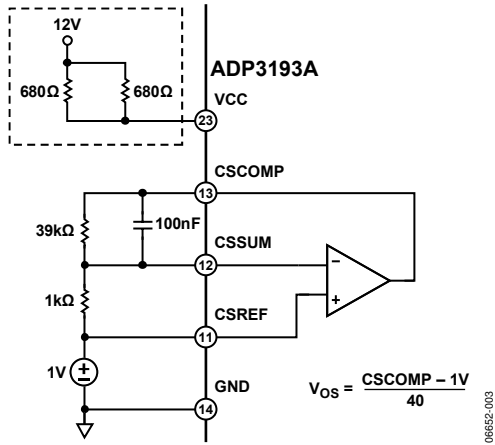 12V
ADP3193A
680Ω
680Ω
VCC
23
CSCOMP
13
39kΩ
100nF
CSSUM
12
–
1kΩ
+
CSREF
11
1V
+
–
GND
14
V_OS = CSCOMP – 1V
40
06652-003